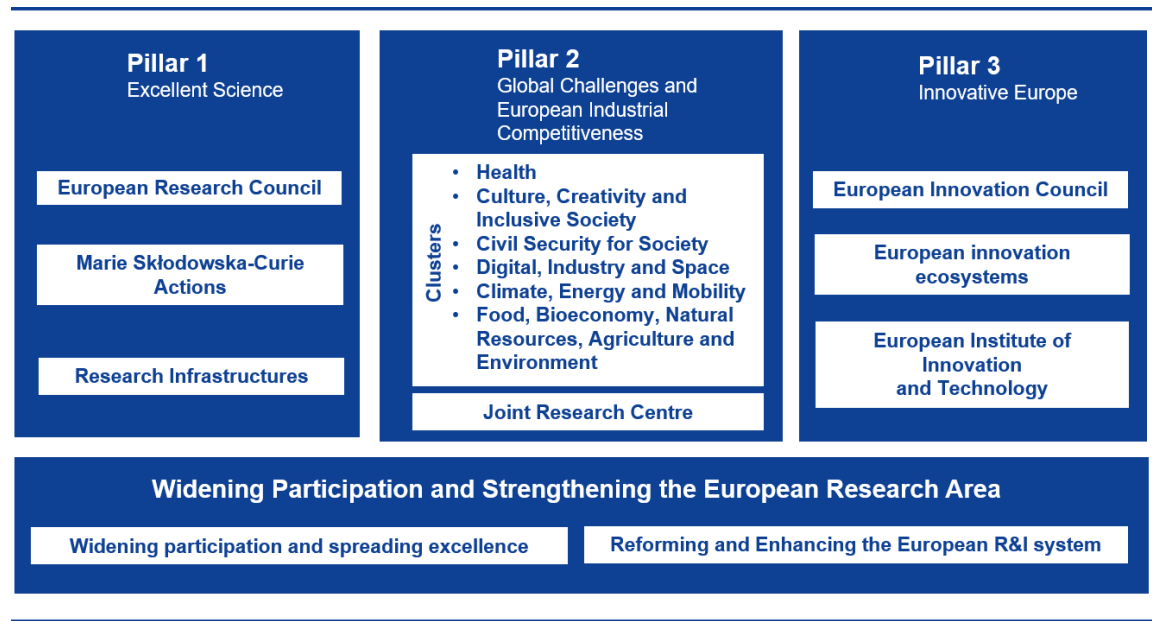 Pillar 1
Excellent Science
European Research Council
Marie Skłodowska-Curie
Actions
Research Infrastructures
Pillar 2
Global Challenges and
European Industrial
Competitiveness
Clusters
• Health
• Culture, Creativity and
Inclusive Society
• Civil Security for Society
• Digital, Industry and Space
• Climate, Energy and Mobility
• Food, Bioeconomy, Natural
Resources, Agriculture and
Environment
Joint Research Centre
Pillar 3
Innovative Europe
European Innovation Council
European innovation
ecosystems
European Institute of
Innovation
and Technology
Widening Participation and Strengthening the European Research Area
Widening participation and spreading excellence
Reforming and Enhancing the European R&I system